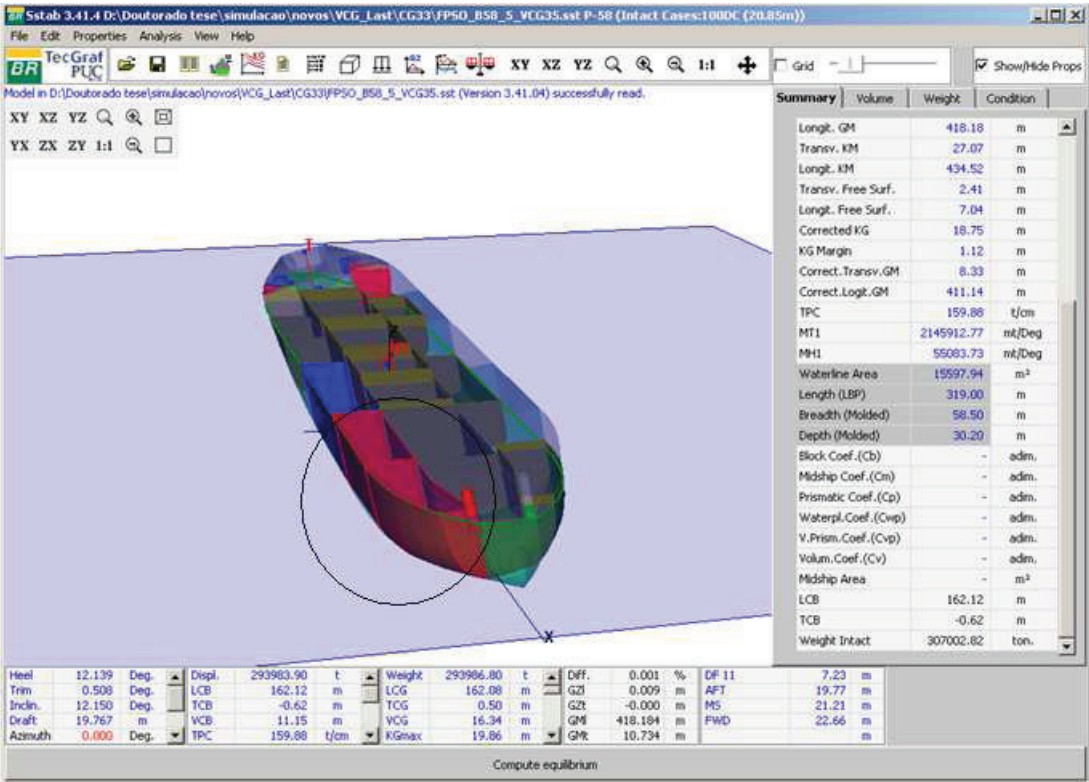 Sstab 3.41.4 D:\Doutorado tese\simulacao\novos\VCG_Last\CG33\FPSO_B58_5_VCG35.sst P-58 (Intact Cases:100DC (20.85m))
File Edit Properties Analysis View Help
BR TecGraf PUC XY XZ YZ 1:1 Grid Show/Hide Props
Model in D:\Doutorado tese\simulacao\novos\VCG_Last\CG33\FPSO_B58_5_VCG35.sst (Version 3.41.04) successfully read.
XY XZ YZ
YX ZX ZY 1:1
X
Summary Volume Weight Condition
Longit. GM 418.18 m
Transv. KM 27.07 m
Longit. KM 434.52 m
Transv. Free Surf. 2.41 m
Longit. Free Surf. 7.04 m
Corrected KG 18.75 m
KG Margin 1.12 m
Correct.Transv.GM 8.33 m
Correct.Logit.GM 411.14 m
TPC 159.88 t/cm
MT1 2145912.77 mt/Deg
MH1 55083.73 mt/Deg
Waterline Area 15597.94 m²
Length (LBP) 319.00 m
Breadth (Molded) 58.50 m
Depth (Molded) 30.20 m
Block Coef.(Cb) - adim.
Midship Coef.(Cm) - adim.
Prismatic Coef.(Cp) - adim.
Waterpl.Coef.(Cwp) - adim.
V.Prism.Coef.(Cvp) - adim.
Volum.Coef.(Cv) - adim.
Midship Area - m²
LCB 162.12 m
TCB -0.62 m
Weight Intact 307002.82 ton.
Heel 12.139 Deg. Displ. 293983.90 t Weight 293986.80 t Diff. 0.001 % DF 11 7.23 m
Trim 0.508 Deg. LCB 162.12 m LCG 162.08 m GZl 0.009 m AFT 19.77 m
Inclin. 12.150 Deg. TCB -0.62 m TCG 0.50 m GZt -0.000 m MS 21.21 m
Draft 19.767 m VCB 11.15 m VCG 16.34 m GMl 418.184 m FWD 22.66 m
Azimuth 0.000 Deg. TPC 159.88 t/cm KGmax 19.86 m GMt 10.734 m m
Compute equilibrium